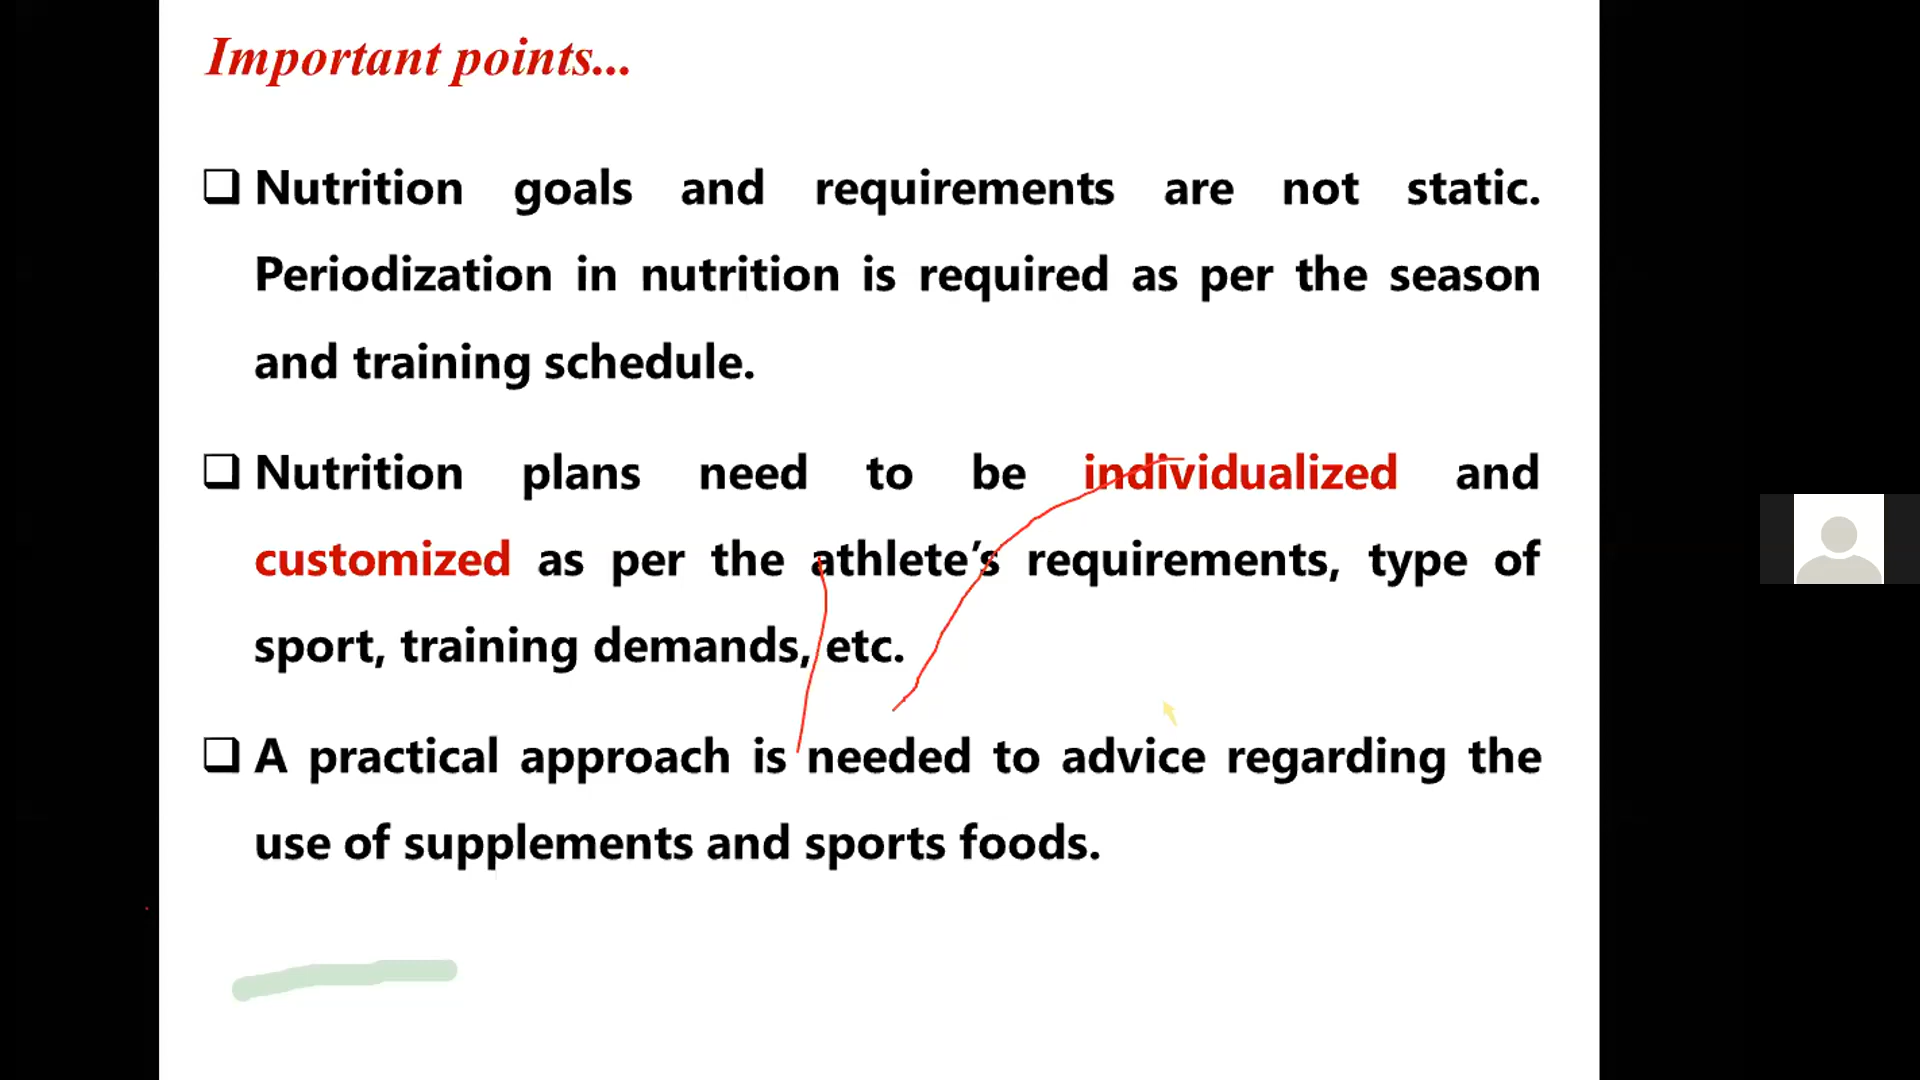 Important points...
Nutrition goals and requirements are not static.
Periodization in nutrition is required as per the season
and training schedule.
Nutrition plans need to be individualized and
customized as per the athlete’s requirements, type of
sport, training demands, etc.
A practical approach is needed to advice regarding the
use of supplements and sports foods.